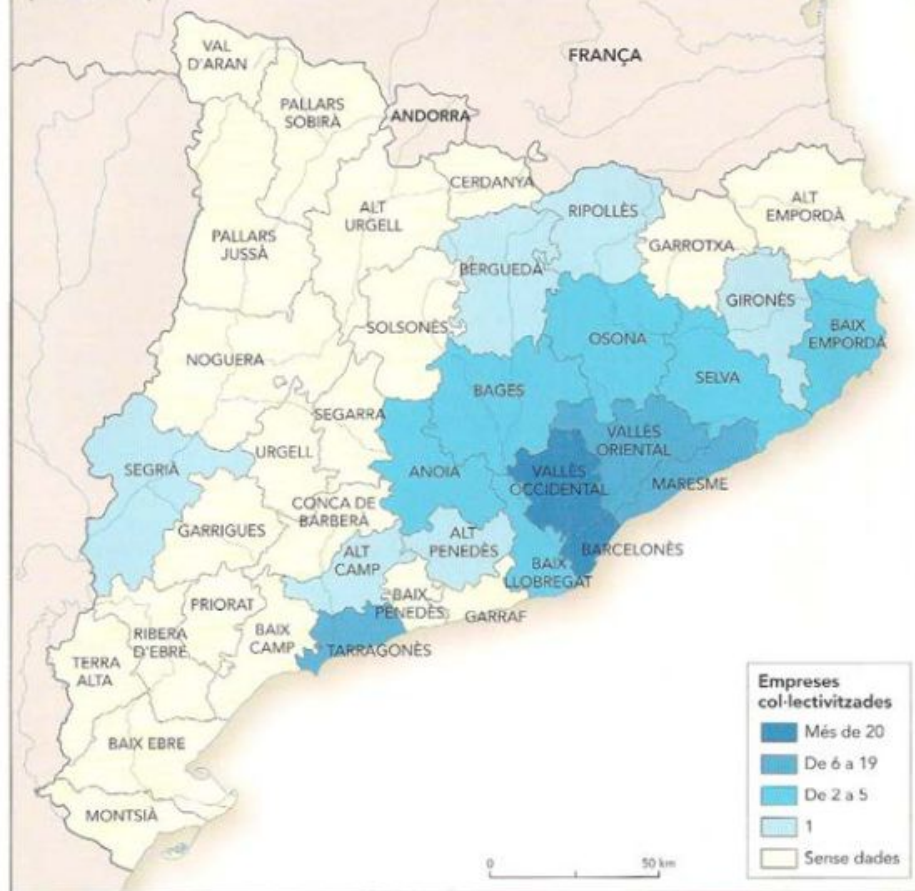 FRANÇA
VAL
D'ARAN
PALLARS
SOBIRÀ
ANDORRA
CERDANYA
ALT
URGELL
RIPOLLÈS
ALT
EMPORDÀ
GARROTXA
PALLARS
JUSSÀ
BERGUEDÀ
GIRONÈS
SOLSONÈS
OSONA
BAIX
EMPORDÀ
NOGUERA
SELVA
BAGES
SEGARRA
VALLÈS
ORIENTAL
URGELL
SEGRIÀ
ANOIA
VALLÈS
OCCIDENTAL
MARESME
CONCA DE
BARBERÀ
GARRIGUES
ALT
PENEDÈS
ALT
CAMP
BARCELONÈS
BAIX
LLOBREGAT
BAIX
PENEDÈS
PRIORAT
GARRAF
RIBERA
D'EBRE
BAIX
CAMP
TARRAGONÈS
TERRA
ALTA
BAIX EBRE
MONTSIÀ
Empreses
col·lectivitzades
Més de 20
De 6 a 19
De 2 a 5
1
Sense dades
0 50 km